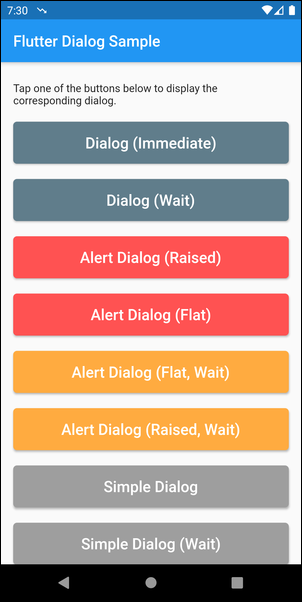 7:30
Flutter Dialog Sample
Tap one of the buttons below to display the
corresponding dialog.
Dialog (Immediate)
Dialog (Wait)
Alert Dialog (Raised)
Alert Dialog (Flat)
Alert Dialog (Flat, Wait)
Alert Dialog (Raised, Wait)
Simple Dialog
Simple Dialog (Wait)